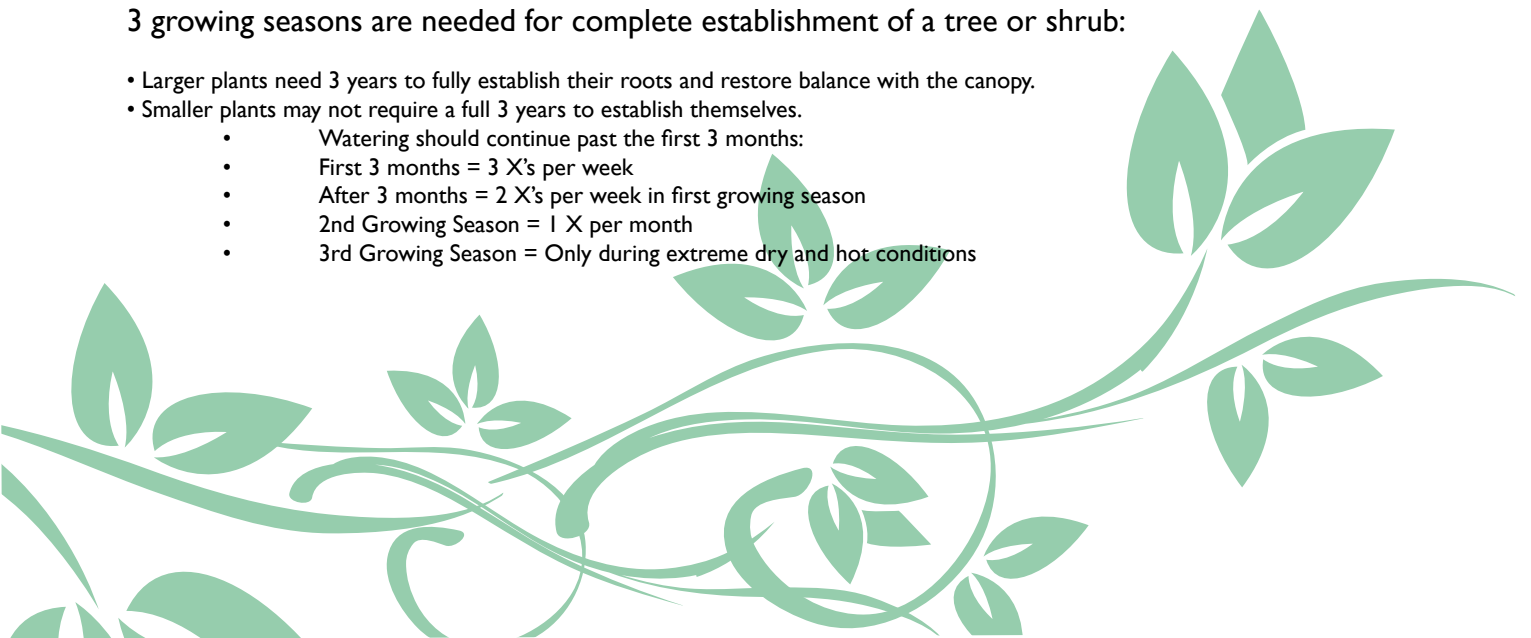 3 growing seasons are needed for complete establishment of a tree or shrub:
• Larger plants need 3 years to fully establish their roots and restore balance with the canopy.
• Smaller plants may not require a full 3 years to establish themselves.
• Watering should continue past the first 3 months:
• First 3 months = 3 X’s per week
• After 3 months = 2 X’s per week in first growing season
• 2nd Growing Season = 1 X per month
• 3rd Growing Season = Only during extreme dry and hot conditions